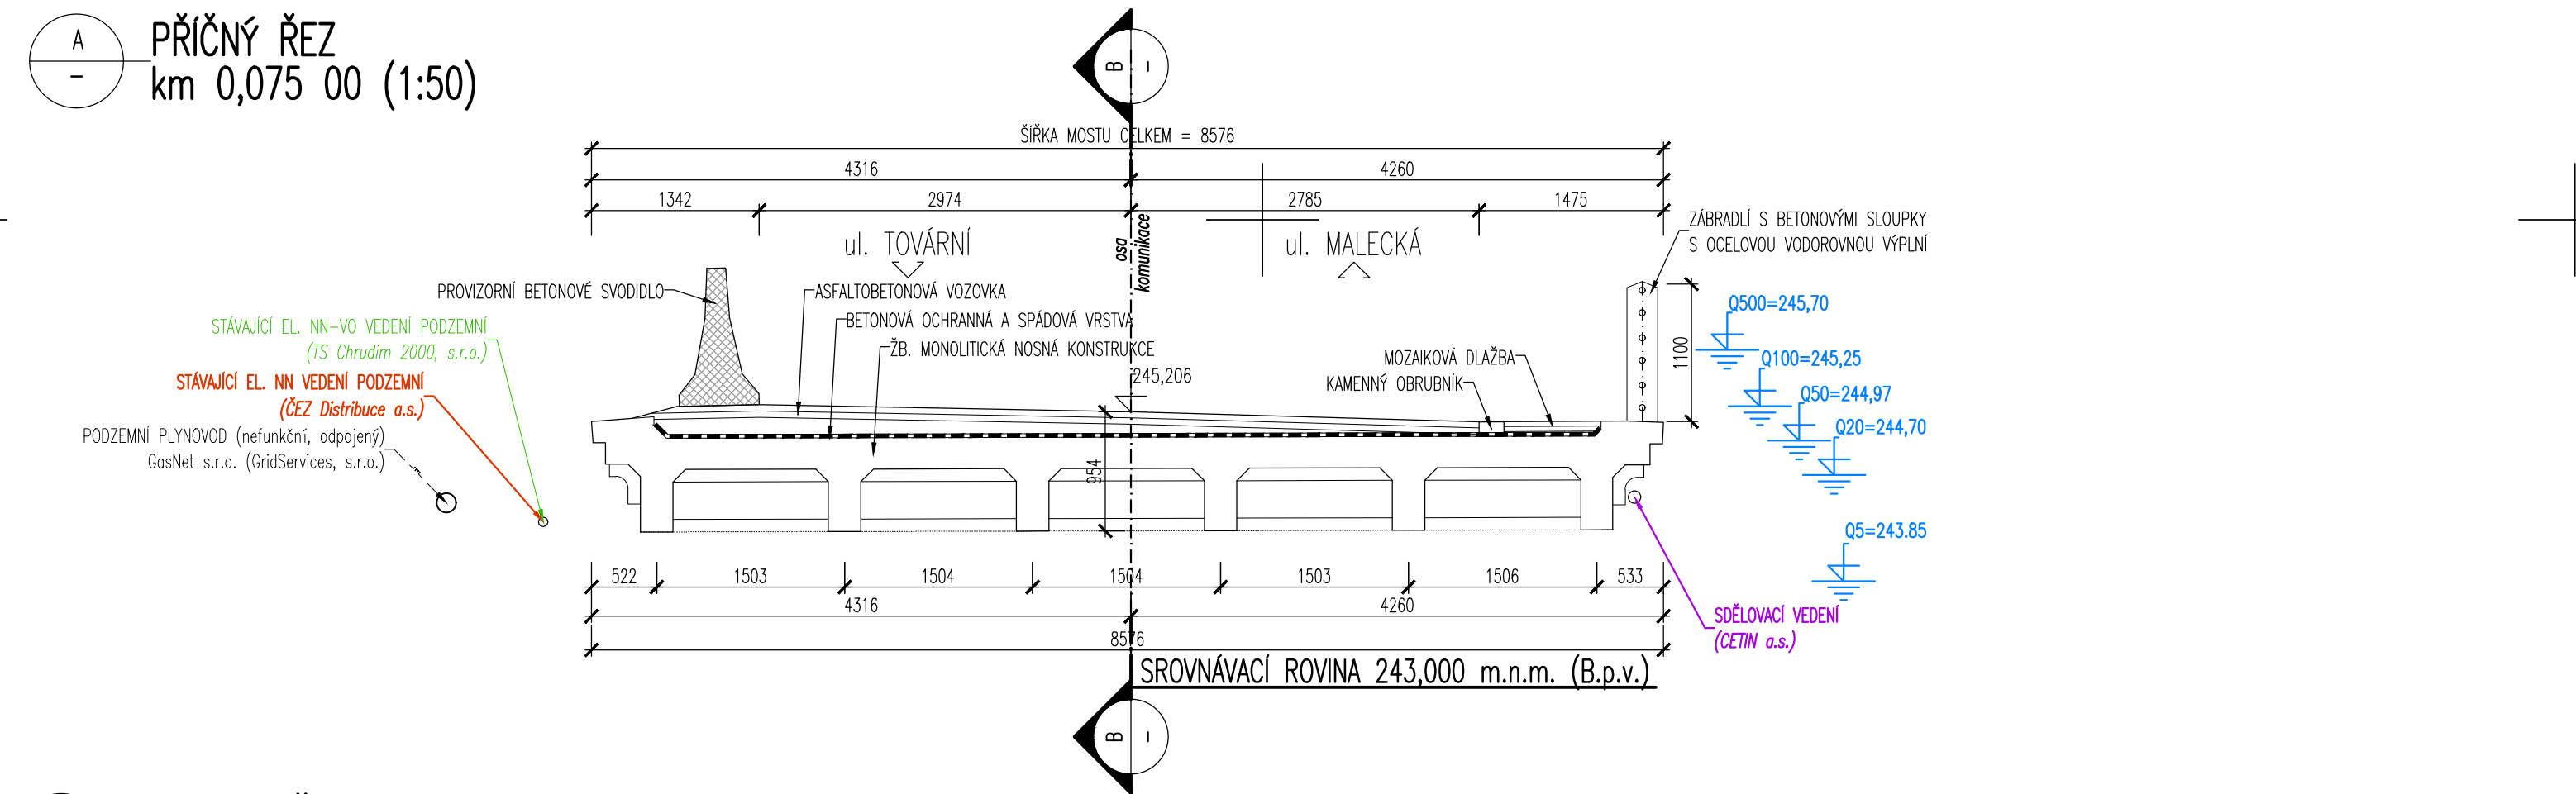 A
–
PŘÍČNÝ ŘEZ
km 0,075 00 (1:50)
B
–
ŠÍŘKA MOSTU CELKEM = 8576
4316
4260
1342
2974
2785
1475
ul. TOVÁRNÍ
osa
komunikace
ul. MALECKÁ
ZÁBRADLÍ S BETONOVÝMI SLOUPKY
S OCELOVOU VODOROVNOU VÝPLNÍ
PROVIZORNÍ BETONOVÉ SVODIDLO
ASFALTOBETONOVÁ VOZOVKA
BETONOVÁ OCHRANNÁ A SPÁDOVÁ VRSTVA
ŽB. MONOLITICKÁ NOSNÁ KONSTRUKCE
STÁVAJÍCÍ EL. NN-VO VEDENÍ PODZEMNÍ
(TS Chrudim 2000, s.r.o.)
STÁVAJÍCÍ EL. NN VEDENÍ PODZEMNÍ
(ČEZ Distribuce a.s.)
PODZEMNÍ PLYNOVOD (nefunkční, odpojený)
GasNet s.r.o. (GridServices, s.r.o.)
245,206
MOZAIKOVÁ DLAŽBA
KAMENNÝ OBRUBNÍK
1100
954
Q500=245,70
Q100=245,25
Q50=244,97
Q20=244,70
Q5=243.85
522
1503
1504
1504
1503
1506
533
4316
4260
8576
SDĚLOVACÍ VEDENÍ
(CETIN a.s.)
SROVNÁVACÍ ROVINA 243,000 m.n.m. (B.p.v.)
B
–